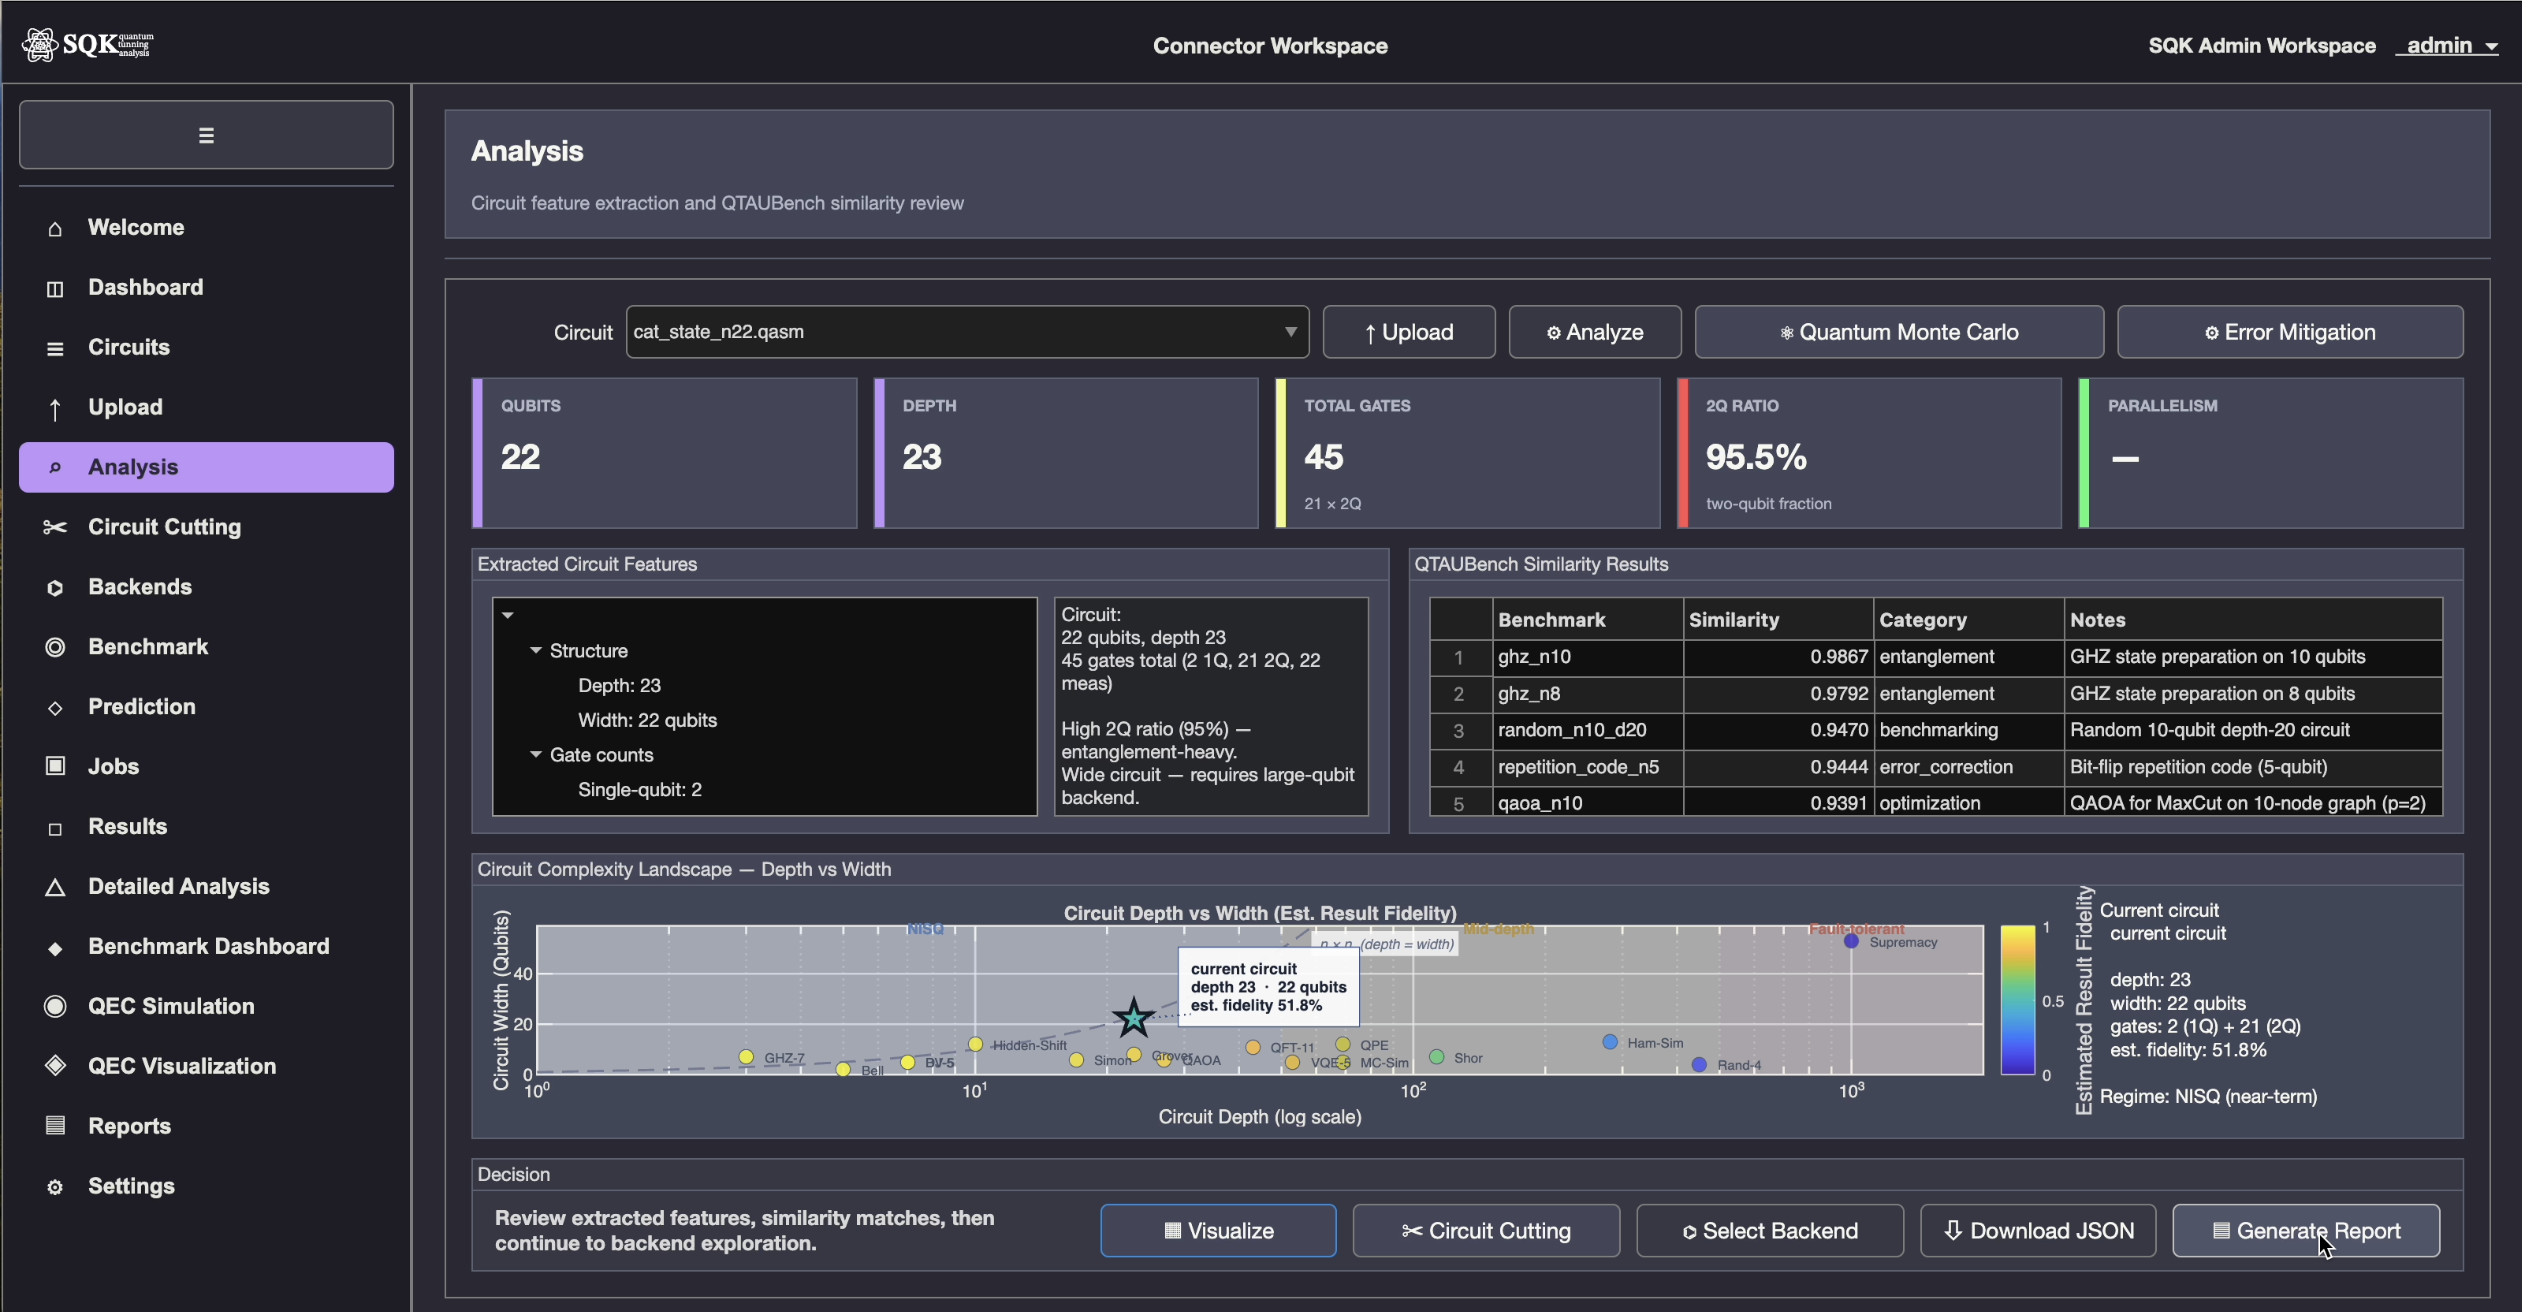 SQK quantum
tunning
analysis
Connector Workspace
SQK Admin Workspace
admin
Welcome
Dashboard
Circuits
Upload
Analysis
Circuit Cutting
Backends
Benchmark
Prediction
Jobs
Results
Detailed Analysis
Benchmark Dashboard
QEC Simulation
QEC Visualization
Reports
Settings
Analysis
Circuit feature extraction and QTAUBench similarity review
Circuit
cat_state_n22.qasm
↑ Upload
Analyze
Quantum Monte Carlo
Error Mitigation
QUBITS
22
DEPTH
23
TOTAL GATES
45
21 × 2Q
2Q RATIO
95.5%
two-qubit fraction
PARALLELISM
—
Extracted Circuit Features
Structure
Depth: 23
Width: 22 qubits
Gate counts
Single-qubit: 2
Circuit:
22 qubits, depth 23
45 gates total (2 1Q, 21 2Q, 22
meas)
High 2Q ratio (95%) —
entanglement-heavy.
Wide circuit — requires large-qubit
backend.
QTAUBench Similarity Results
Benchmark Similarity Category Notes
1 ghz_n10 0.9867 entanglement GHZ state preparation on 10 qubits
2 ghz_n8 0.9792 entanglement GHZ state preparation on 8 qubits
3 random_n10_d20 0.9470 benchmarking Random 10-qubit depth-20 circuit
4 repetition_code_n5 0.9444 error_correction Bit-flip repetition code (5-qubit)
5 qaoa_n10 0.9391 optimization QAOA for MaxCut on 10-node graph (p=2)
Circuit Complexity Landscape — Depth vs Width
Circuit Depth vs Width (Est. Result Fidelity)
NISQ
Mid-depth
Fault-tolerant
n × n (depth = width)
Supremacy
current circuit
depth 23 · 22 qubits
est. fidelity 51.8%
GHZ-7
Bell
BV-5
Hidden-Shift
Simon
Grover
QAOA
QFT-11
VQE-5
QPE
MC-Sim
Shor
Ham-Sim
Rand-4
Circuit Width (Qubits)
40
20
0
10⁰
10¹
10²
10³
Circuit Depth (log scale)
1
0.5
0
Estimated Result Fidelity
Current circuit
current circuit
depth: 23
width: 22 qubits
gates: 2 (1Q) + 21 (2Q)
est. fidelity: 51.8%
Regime: NISQ (near-term)
Decision
Review extracted features, similarity matches, then
continue to backend exploration.
Visualize
Circuit Cutting
Select Backend
Download JSON
Generate Report